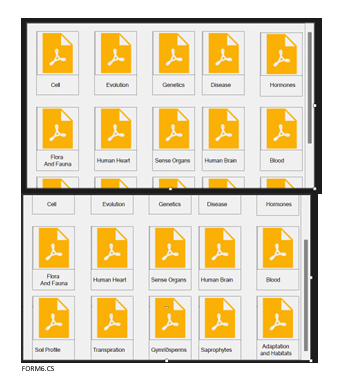 Cell Evolution Genetics Disease Hormones
Flora
And Fauna Human Heart Sense Organs Human Brain Blood
Cell Evolution Genetics Disease Hormones
Flora
And Fauna Human Heart Sense Organs Human Brain Blood
Soil Profile Transpiration Gymnosperms Saprophytes Adaptation
and Habitats
FORM6.CS